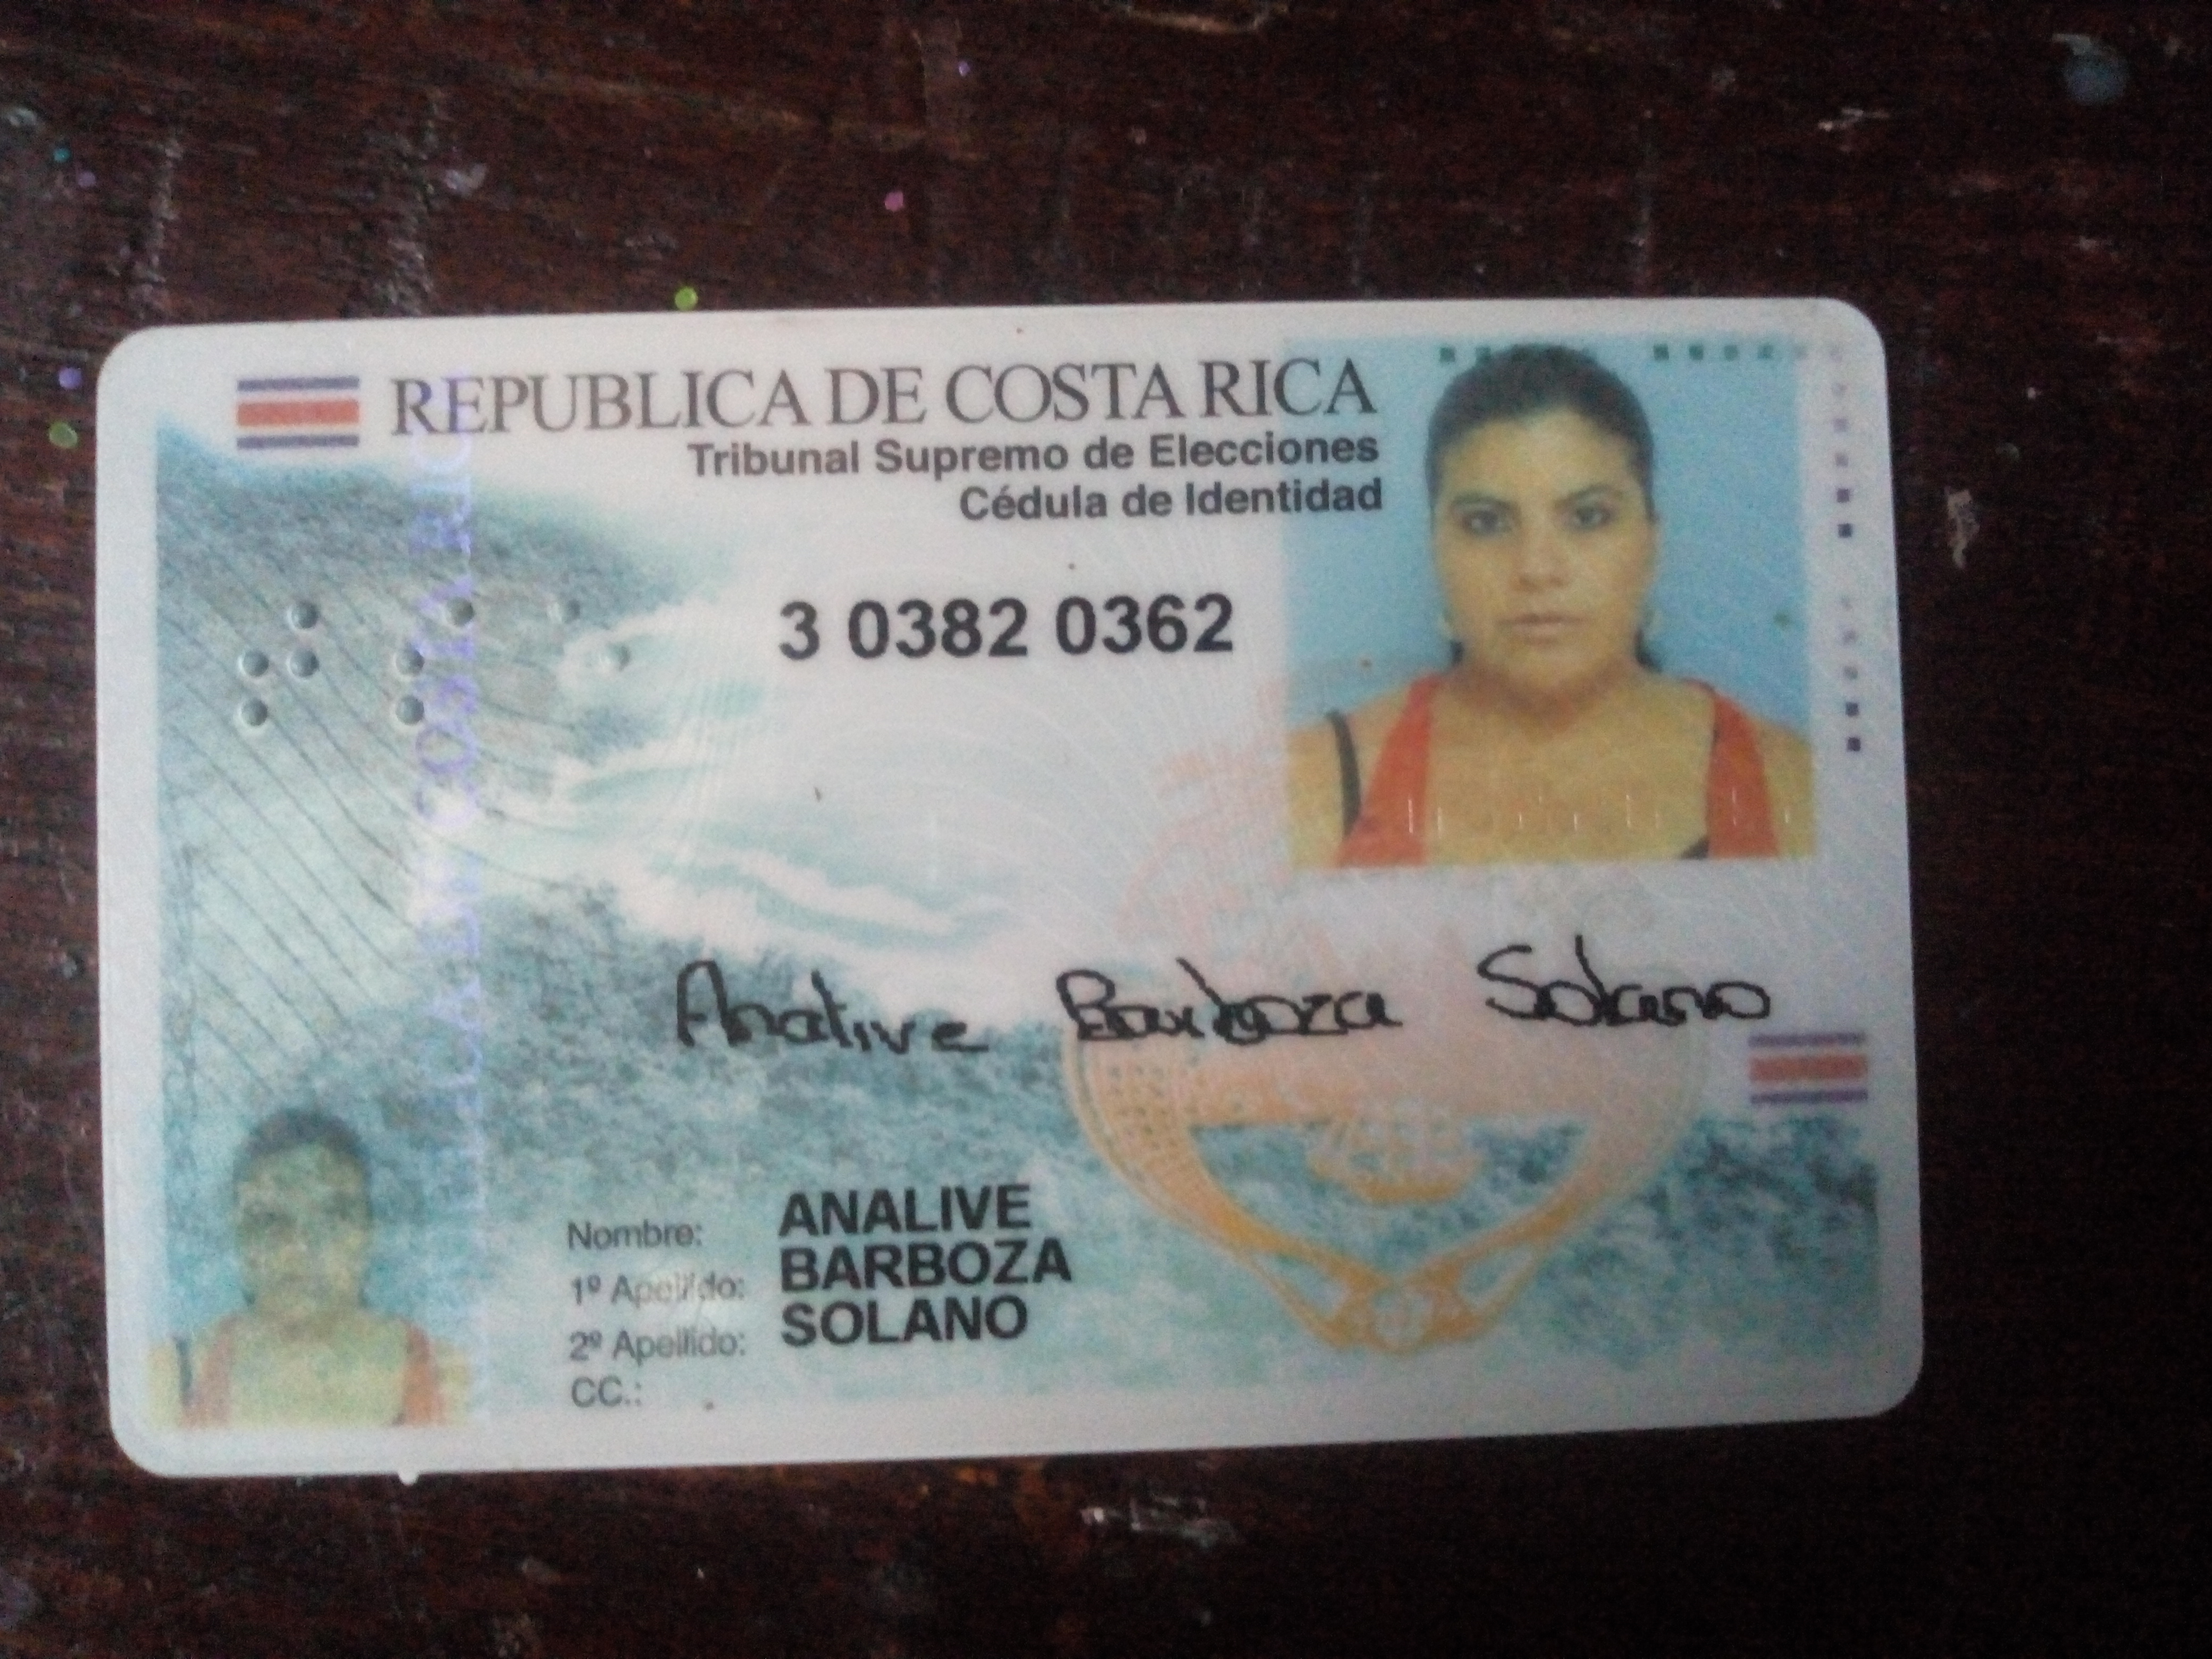 REPUBLICA DE COSTA RICA
Tribunal Supremo de Elecciones
Cédula de Identidad
3 0382 0362
Analive Barboza Solano
Nombre: ANALIVE
1º Apellido: BARBOZA
2º Apellido: SOLANO
CC.: